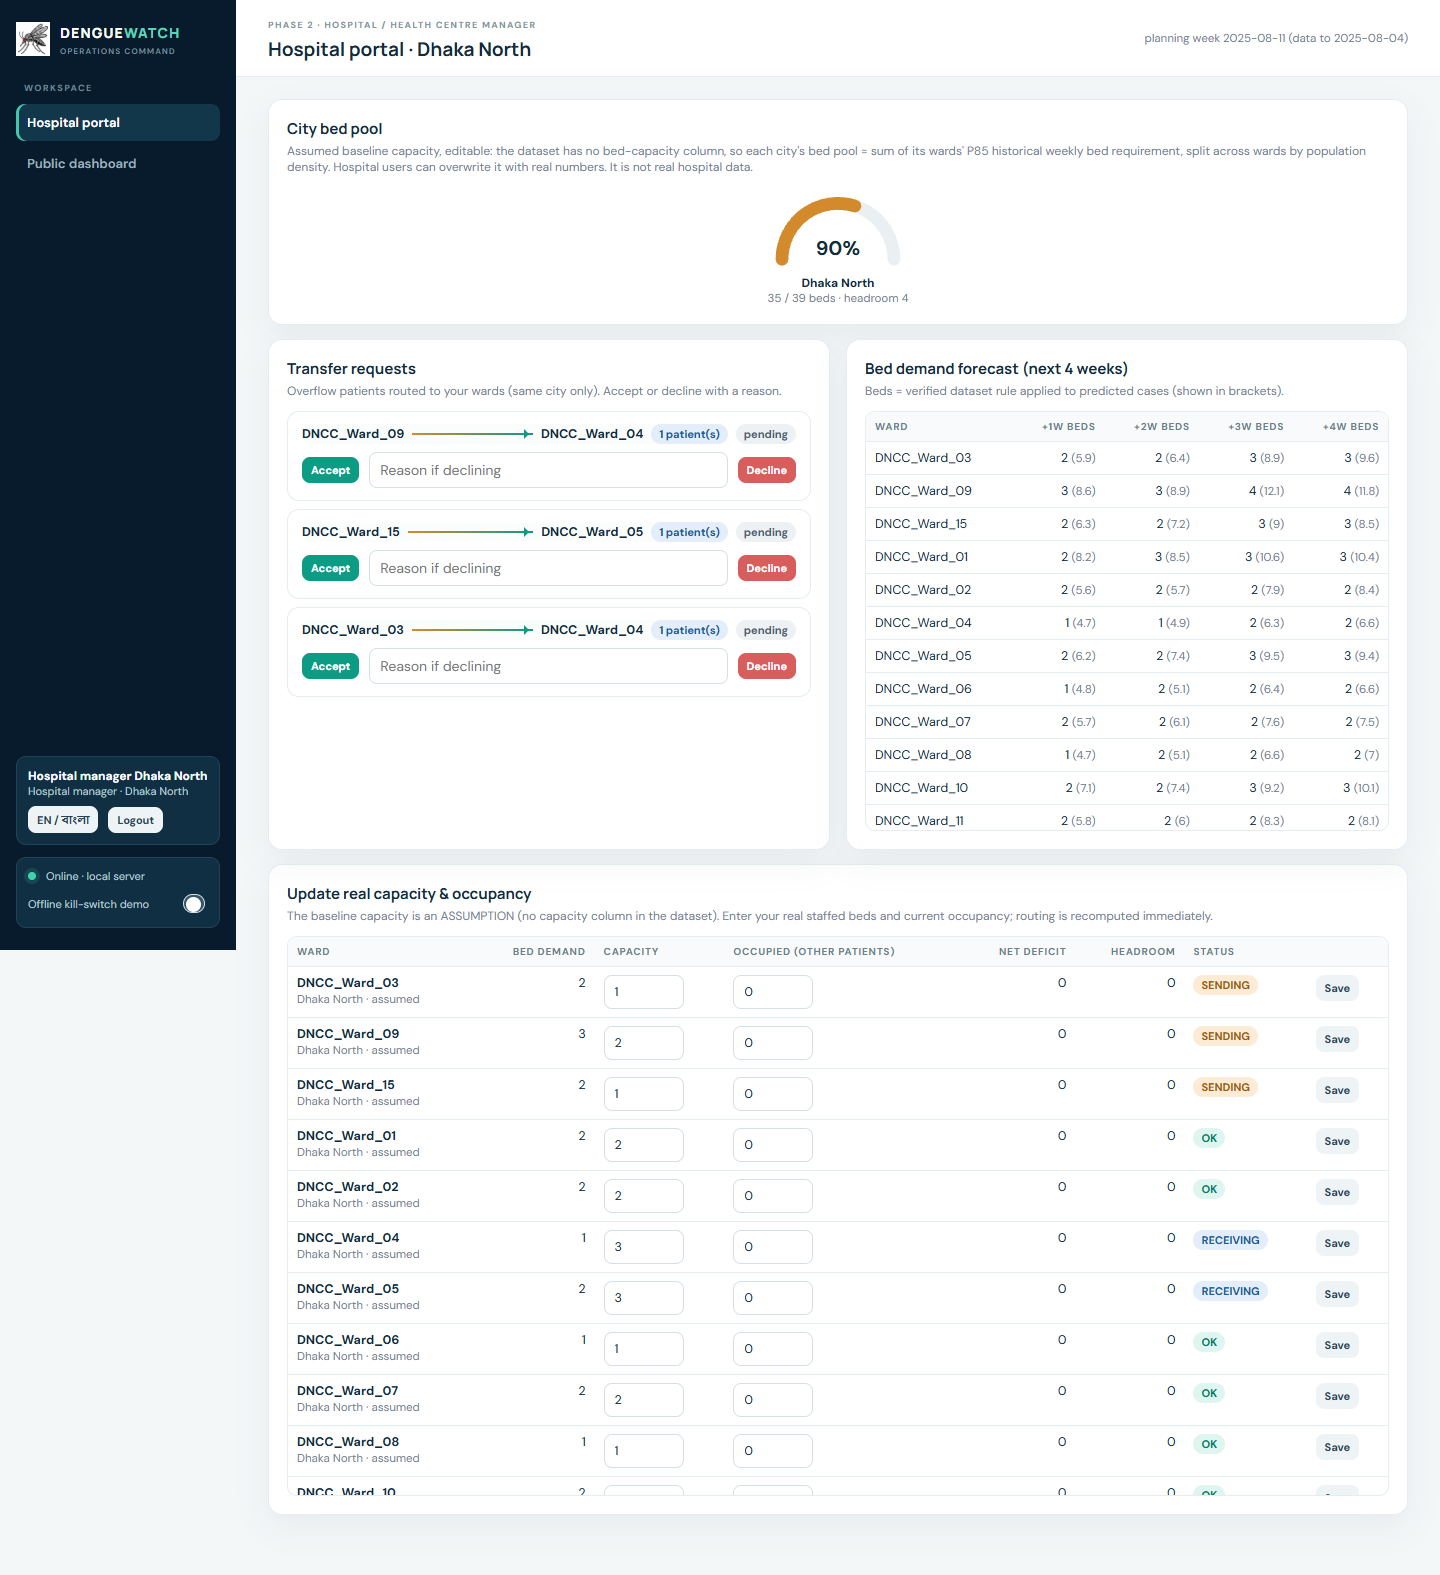 DENGUEWATCH
OPERATIONS COMMAND
WORKSPACE
Hospital portal
Public dashboard
Hospital manager Dhaka North
Hospital manager · Dhaka North
EN / বাংলা
Logout
Online · local server
Offline kill-switch demo
PHASE 2 · HOSPITAL / HEALTH CENTRE MANAGER
Hospital portal · Dhaka North
planning week 2025-08-11 (data to 2025-08-04)
City bed pool
Assumed baseline capacity, editable: the dataset has no bed-capacity column, so each city's bed pool = sum of its wards' P85 historical weekly bed requirement, split across wards by population
density. Hospital users can overwrite it with real numbers. It is not real hospital data.
90%
Dhaka North
35 / 39 beds · headroom 4
Transfer requests
Overflow patients routed to your wards (same city only). Accept or decline with a reason.
DNCC_Ward_09 DNCC_Ward_04 1 patient(s) pending
Accept Reason if declining Decline
DNCC_Ward_15 DNCC_Ward_05 1 patient(s) pending
Accept Reason if declining Decline
DNCC_Ward_03 DNCC_Ward_04 1 patient(s) pending
Accept Reason if declining Decline
Bed demand forecast (next 4 weeks)
Beds = verified dataset rule applied to predicted cases (shown in brackets).
WARD +1W BEDS +2W BEDS +3W BEDS +4W BEDS
DNCC_Ward_03 2 (5.9) 2 (6.4) 3 (8.9) 3 (9.6)
DNCC_Ward_09 3 (8.6) 3 (8.9) 4 (12.1) 4 (11.8)
DNCC_Ward_15 2 (6.3) 2 (7.2) 3 (9) 3 (8.5)
DNCC_Ward_01 2 (8.2) 3 (8.5) 3 (10.6) 3 (10.4)
DNCC_Ward_02 2 (5.6) 2 (5.7) 2 (7.9) 2 (8.4)
DNCC_Ward_04 1 (4.7) 1 (4.9) 2 (6.3) 2 (6.6)
DNCC_Ward_05 2 (6.2) 2 (7.4) 3 (9.5) 3 (9.4)
DNCC_Ward_06 1 (4.8) 2 (5.1) 2 (6.4) 2 (6.6)
DNCC_Ward_07 2 (5.7) 2 (6.1) 2 (7.6) 2 (7.5)
DNCC_Ward_08 1 (4.7) 2 (5.1) 2 (6.6) 2 (7)
DNCC_Ward_10 2 (7.1) 2 (7.4) 3 (9.2) 3 (10.1)
DNCC_Ward_11 2 (5.8) 2 (6) 2 (8.3) 2 (8.1)
Update real capacity & occupancy
The baseline capacity is an ASSUMPTION (no capacity column in the dataset). Enter your real staffed beds and current occupancy; routing is recomputed immediately.
WARD BED DEMAND CAPACITY OCCUPIED (OTHER PATIENTS) NET DEFICIT HEADROOM STATUS
DNCC_Ward_03 2 1 0 0 0 SENDING Save
Dhaka North · assumed
DNCC_Ward_09 3 2 0 0 0 SENDING Save
Dhaka North · assumed
DNCC_Ward_15 2 1 0 0 0 SENDING Save
Dhaka North · assumed
DNCC_Ward_01 2 2 0 0 0 OK Save
Dhaka North · assumed
DNCC_Ward_02 2 2 0 0 0 OK Save
Dhaka North · assumed
DNCC_Ward_04 1 3 0 0 0 RECEIVING Save
Dhaka North · assumed
DNCC_Ward_05 2 3 0 0 0 RECEIVING Save
Dhaka North · assumed
DNCC_Ward_06 1 1 0 0 0 OK Save
Dhaka North · assumed
DNCC_Ward_07 2 2 0 0 0 OK Save
Dhaka North · assumed
DNCC_Ward_08 1 1 0 0 0 OK Save
Dhaka North · assumed
DNCC_Ward_10 2 0 0 OK